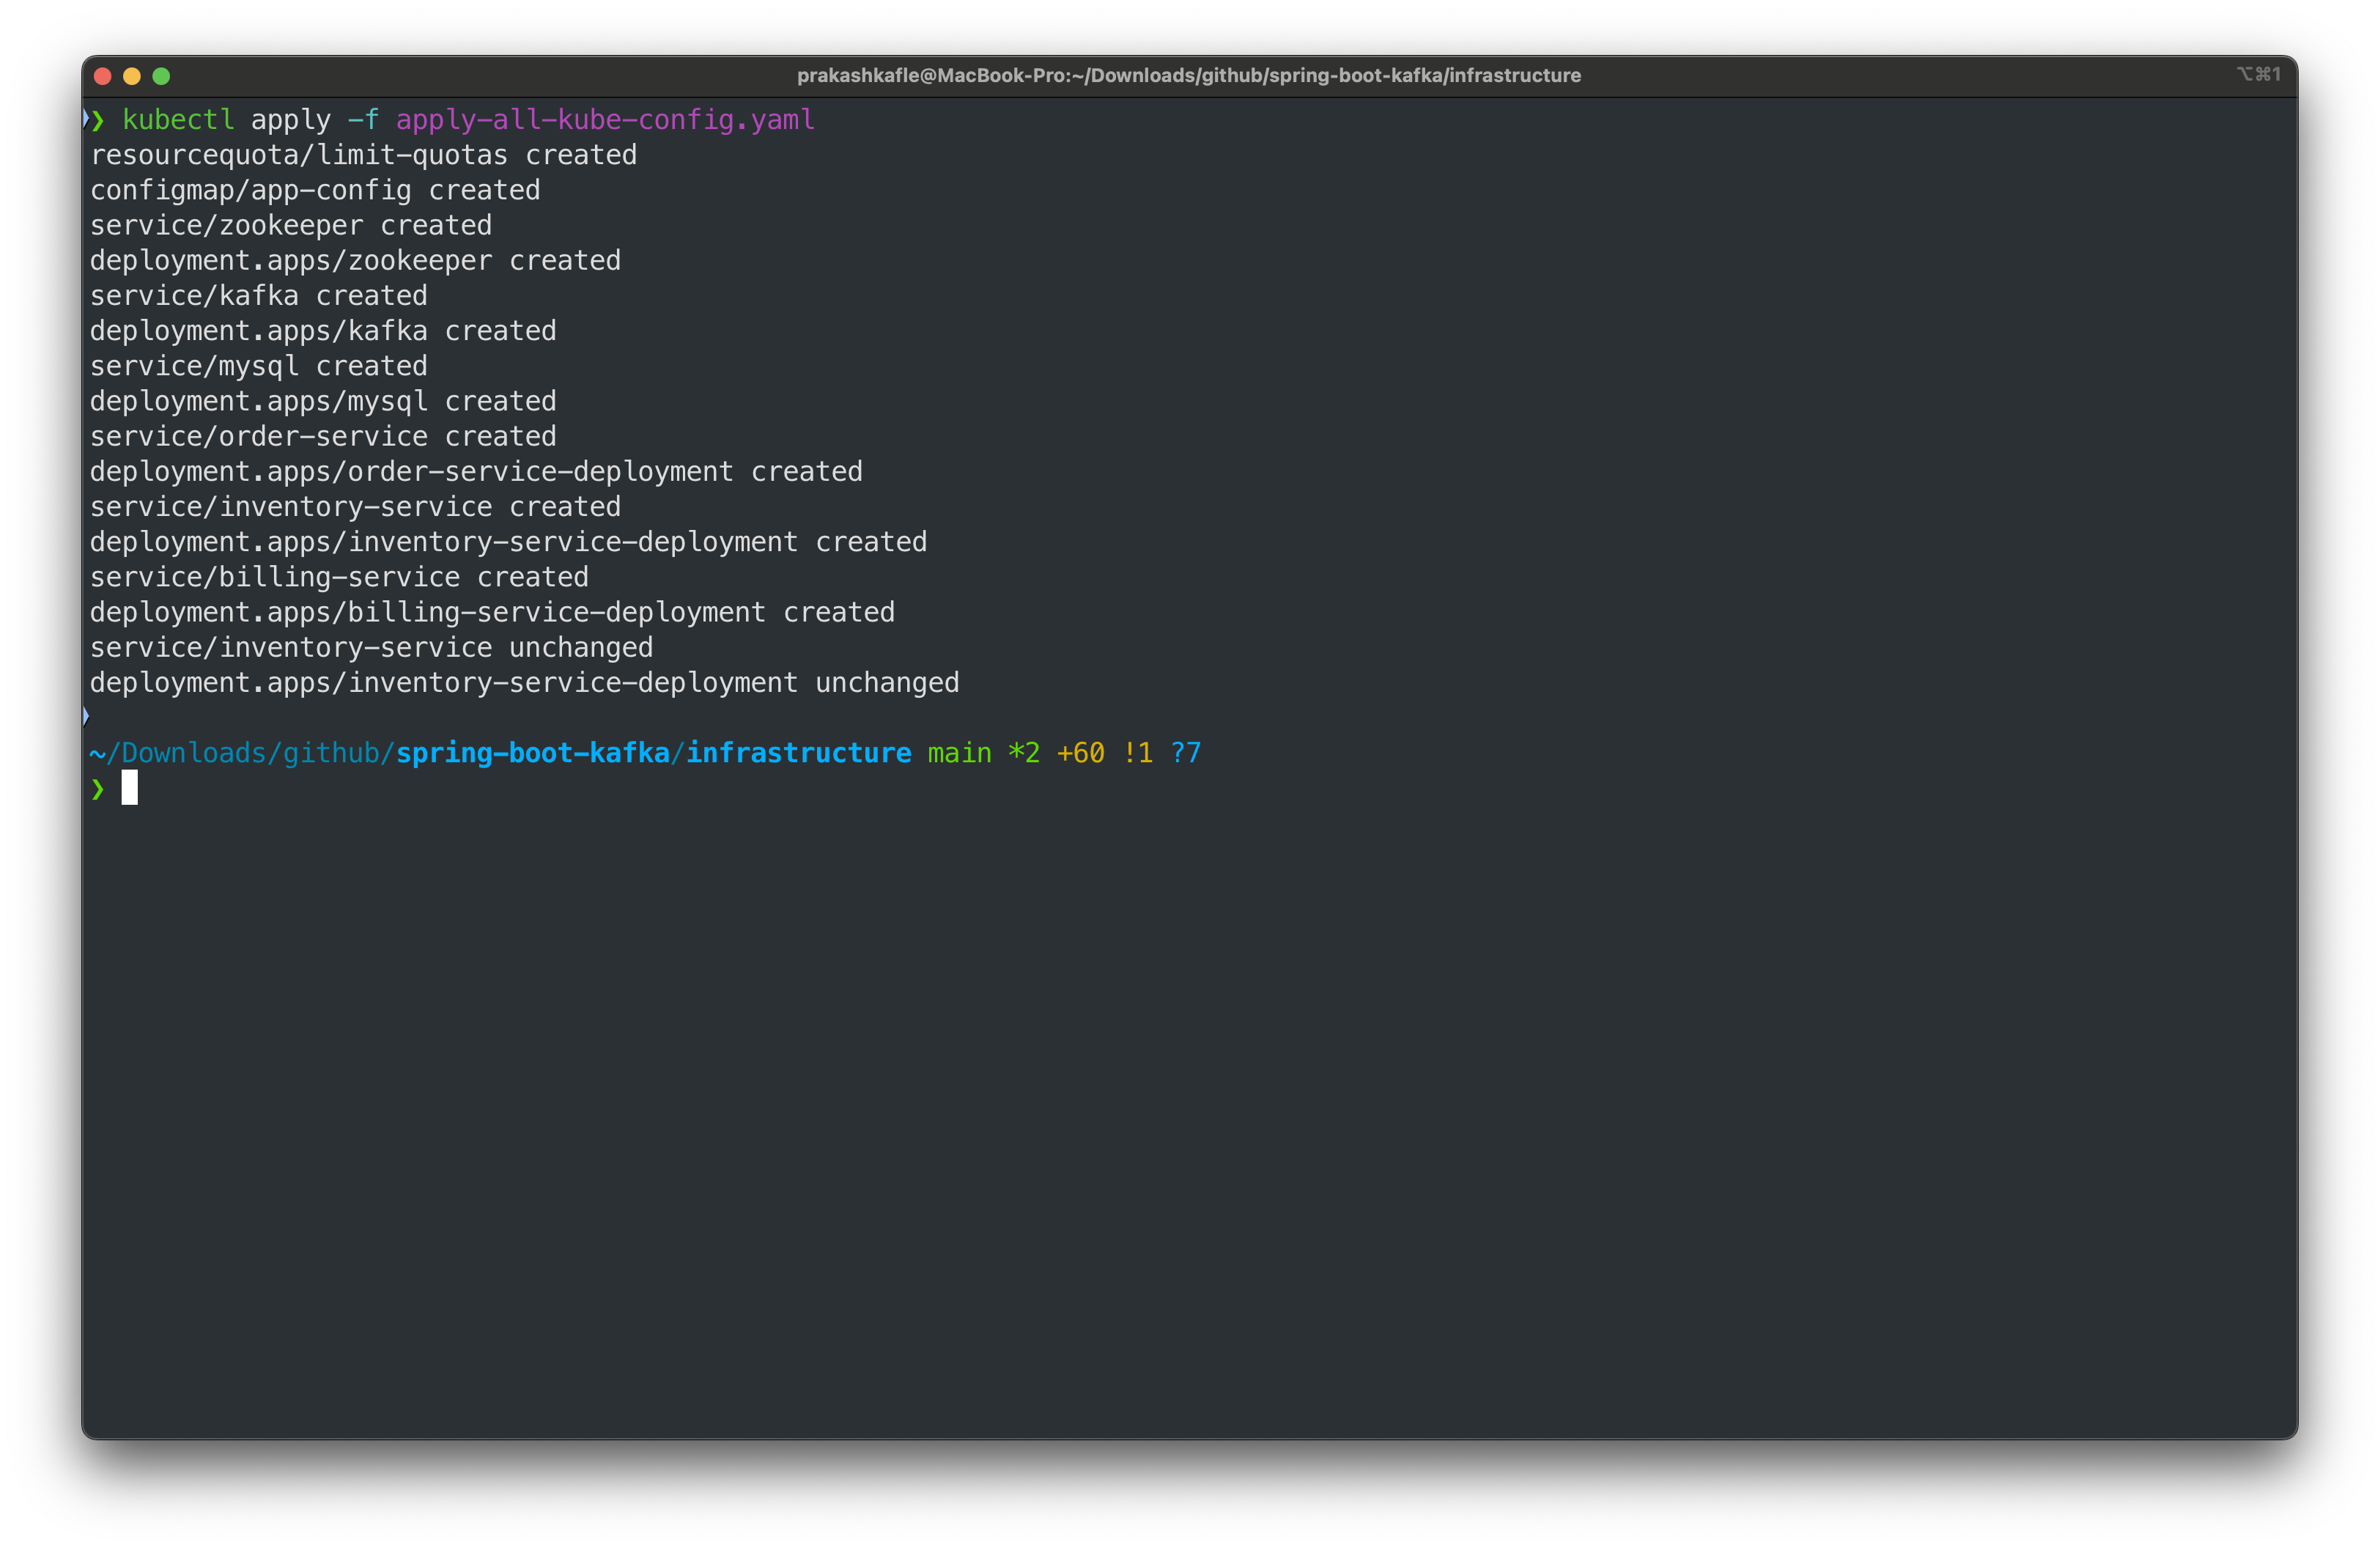 prakashkafle@MacBook-Pro:~/Downloads/github/spring-boot-kafka/infrastructure
⌥⌘1
❯ kubectl apply -f apply-all-kube-config.yaml
resourcequota/limit-quotas created
configmap/app-config created
service/zookeeper created
deployment.apps/zookeeper created
service/kafka created
deployment.apps/kafka created
service/mysql created
deployment.apps/mysql created
service/order-service created
deployment.apps/order-service-deployment created
service/inventory-service created
deployment.apps/inventory-service-deployment created
service/billing-service created
deployment.apps/billing-service-deployment created
service/inventory-service unchanged
deployment.apps/inventory-service-deployment unchanged
~/Downloads/github/spring-boot-kafka/infrastructure main *2 +60 !1 ?7
❯